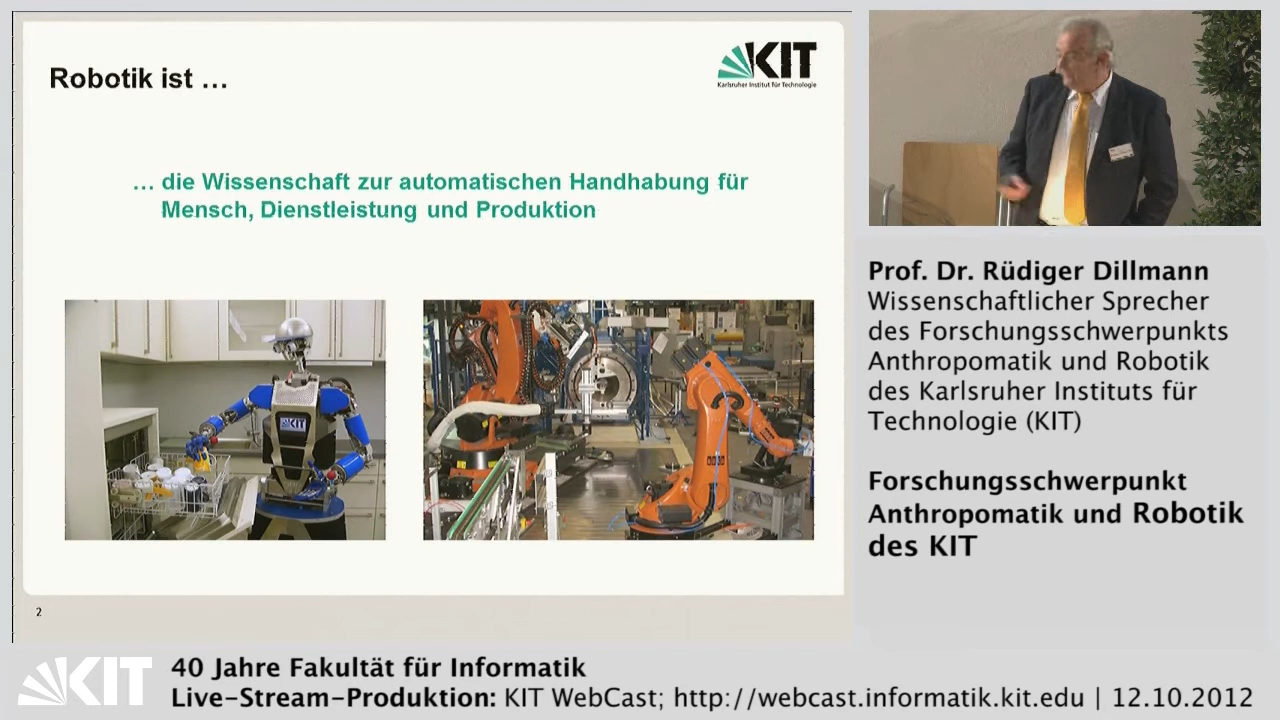 Robotik ist …
KIT
Karlsruher Institut für Technologie
… die Wissenschaft zur automatischen Handhabung für
Mensch, Dienstleistung und Produktion
KIT
2
Prof. Dr. Rüdiger Dillmann
Wissenschaftlicher Sprecher
des Forschungsschwerpunkts
Anthropomatik und Robotik
des Karlsruher Instituts für
Technologie (KIT)
Forschungsschwerpunkt
Anthropomatik und Robotik
des KIT
KIT
40 Jahre Fakultät für Informatik
Live-Stream-Produktion: KIT WebCast; http://webcast.informatik.kit.edu | 12.10.2012